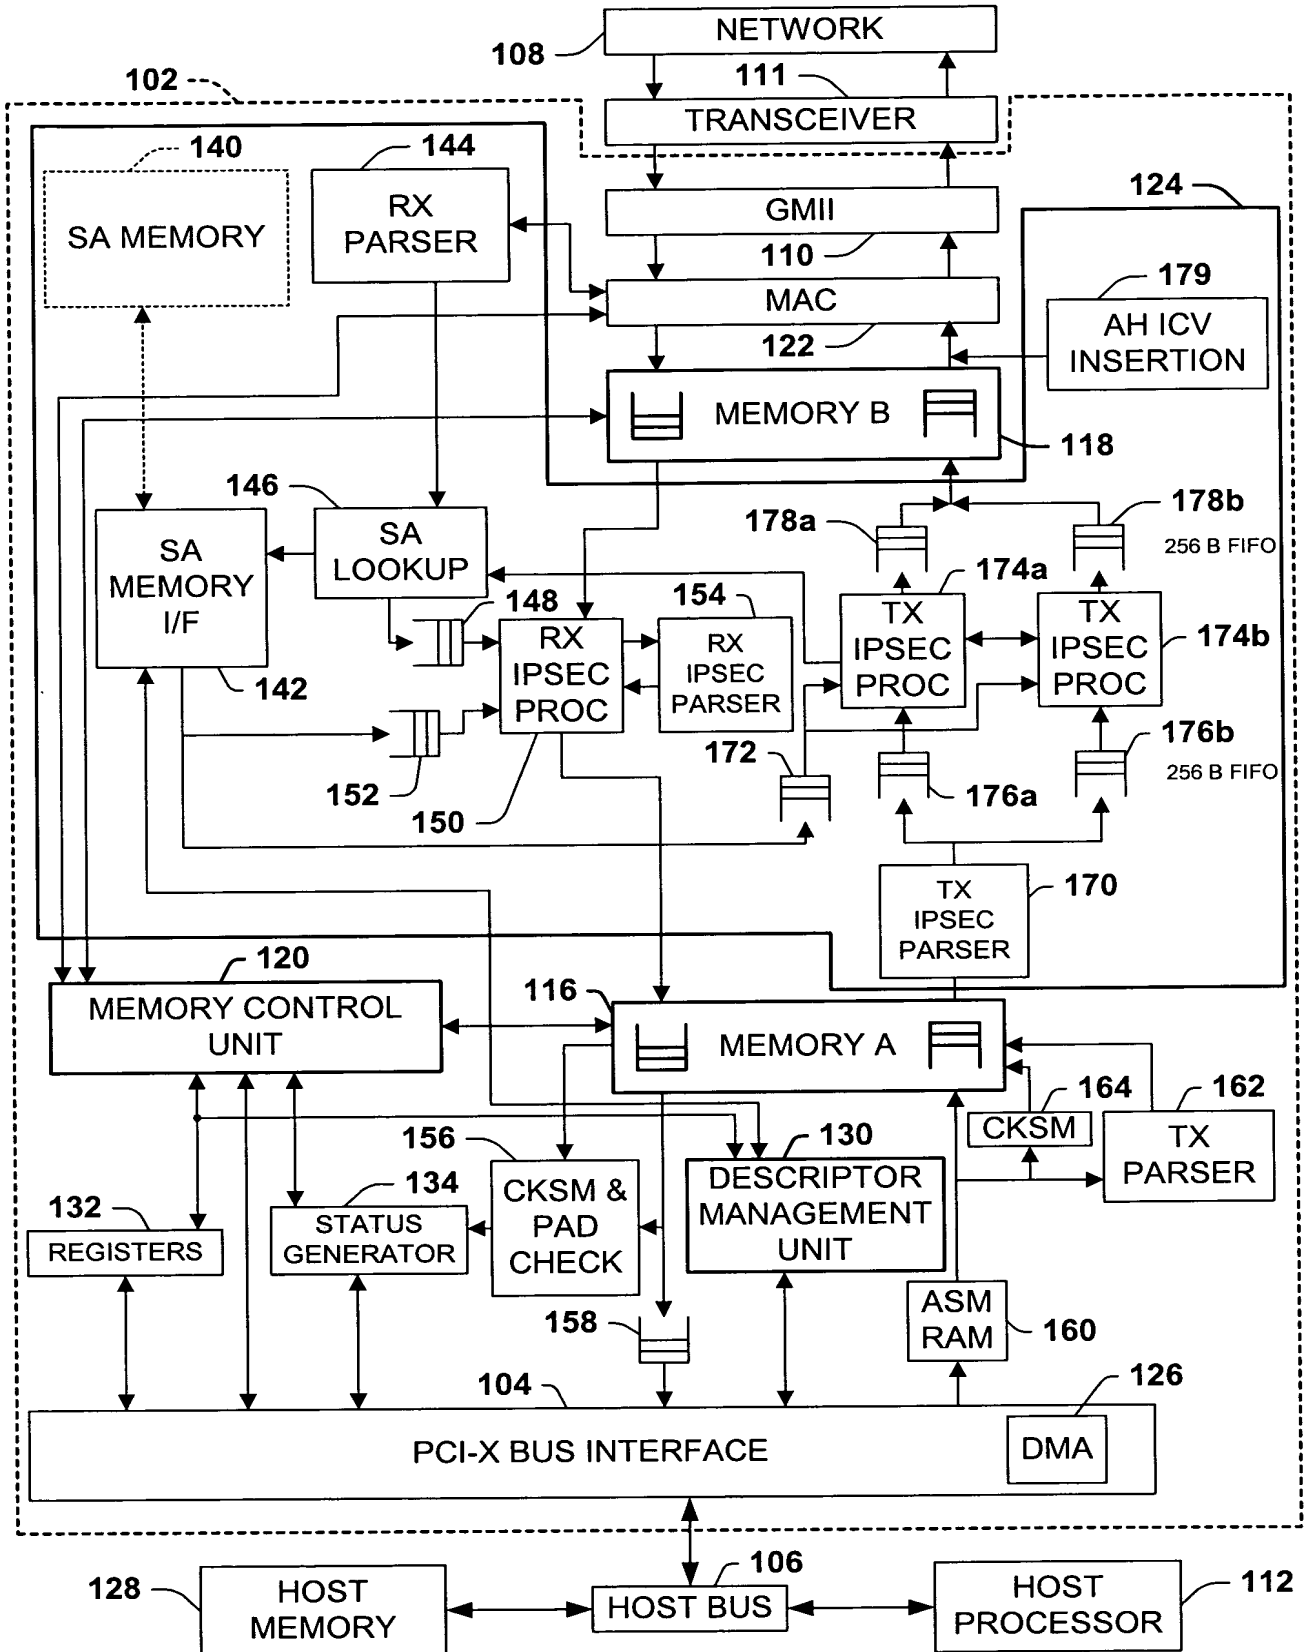 NETWORK
108
111
102
TRANSCEIVER
140
144
124
SA MEMORY
RX
PARSER
GMII
110
179
MAC
122
AH ICV
INSERTION
MEMORY B
118
146
178a
178b
256 B FIFO
SA
MEMORY
I/F
SA
LOOKUP
174a
148
154
TX
IPSEC
PROC
TX
IPSEC
PROC
174b
RX
IPSEC
PROC
RX
IPSEC
PARSER
142
172
176b
152
150
176a
256 B FIFO
TX
IPSEC
PARSER
170
120
116
MEMORY CONTROL
UNIT
MEMORY A
164
162
156
130
CKSM
TX
PARSER
134
CKSM &
PAD
CHECK
DESCRIPTOR
MANAGEMENT
UNIT
132
STATUS
GENERATOR
REGISTERS
158
ASM
RAM
160
104
126
PCI-X BUS INTERFACE
DMA
106
128
HOST
MEMORY
HOST BUS
HOST
PROCESSOR
112